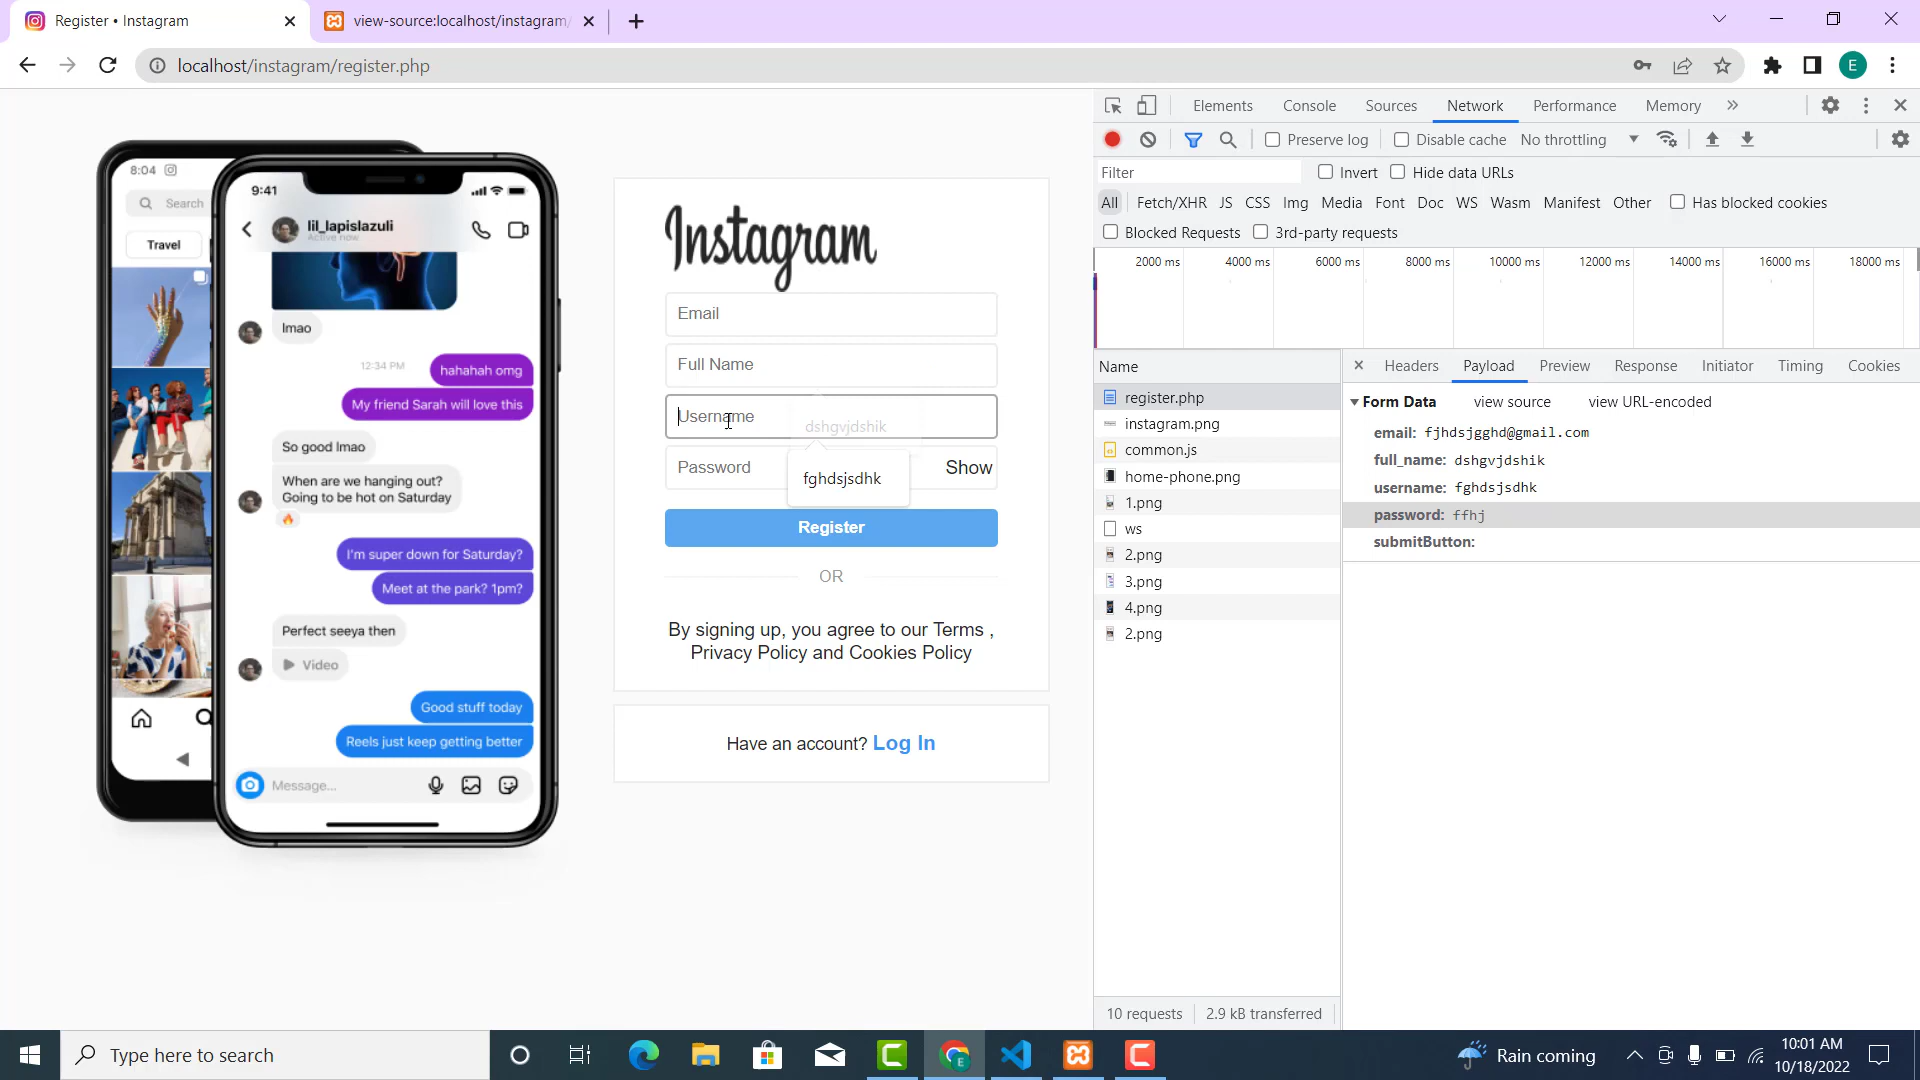 Register • Instagram
view-source:localhost/instagram/
localhost/instagram/register.php
E
Elements
Console
Sources
Network
Performance
Memory
Preserve log
Disable cache
No throttling
Filter
Invert
Hide data URLs
All
Fetch/XHR
JS
CSS
Img
Media
Font
Doc
WS
Wasm
Manifest
Other
Has blocked cookies
Blocked Requests
3rd-party requests
2000 ms
4000 ms
6000 ms
8000 ms
10000 ms
12000 ms
14000 ms
16000 ms
18000 ms
Name
register.php
instagram.png
common.js
home-phone.png
1.png
ws
2.png
3.png
4.png
2.png
10 requests
2.9 kB transferred
Headers
Payload
Preview
Response
Initiator
Timing
Cookies
Form Data
view source
view URL-encoded
email: fjhdsjgghd@gmail.com
full_name: dshgvjdshik
username: fghdsjsdhk
password: ffhj
submitButton:
8:04
Search
Travel
9:41
lil_lapislazuli
Active now
lmao
12:34 PM
hahahah omg
My friend Sarah will love this
So good lmao
When are we hanging out?
Going to be hot on Saturday
I'm super down for Saturday?
Meet at the park? 1pm?
Perfect seeya then
Video
Good stuff today
Reels just keep getting better
Message...
Instagram
Email
Full Name
Username
dshgvjdshik
Password
fghdsjsdhk
Show
Register
OR
By signing up, you agree to our Terms ,
Privacy Policy and Cookies Policy
Have an account? Log In
Type here to search
Rain coming
10:01 AM
10/18/2022